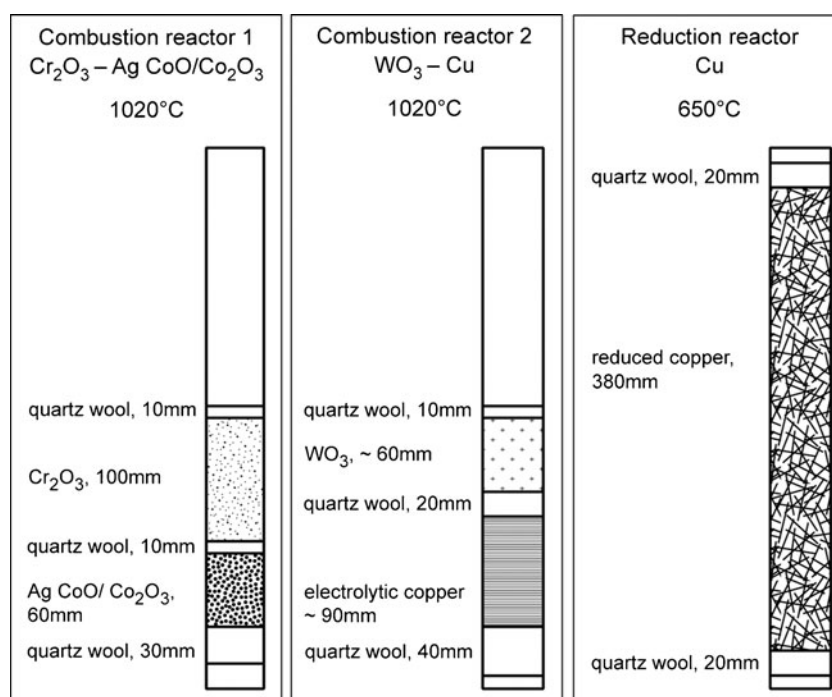 Combustion reactor 1
Cr₂O₃ – Ag CoO/Co₂O₃
1020°C
quartz wool, 10mm
Cr₂O₃, 100mm
quartz wool, 10mm
Ag CoO/ Co₂O₃,
60mm
quartz wool, 30mm
Combustion reactor 2
WO₃ – Cu
1020°C
quartz wool, 10mm
WO₃, ~ 60mm
quartz wool, 20mm
electrolytic copper
~ 90mm
quartz wool, 40mm
Reduction reactor
Cu
650°C
quartz wool, 20mm
reduced copper,
380mm
quartz wool, 20mm